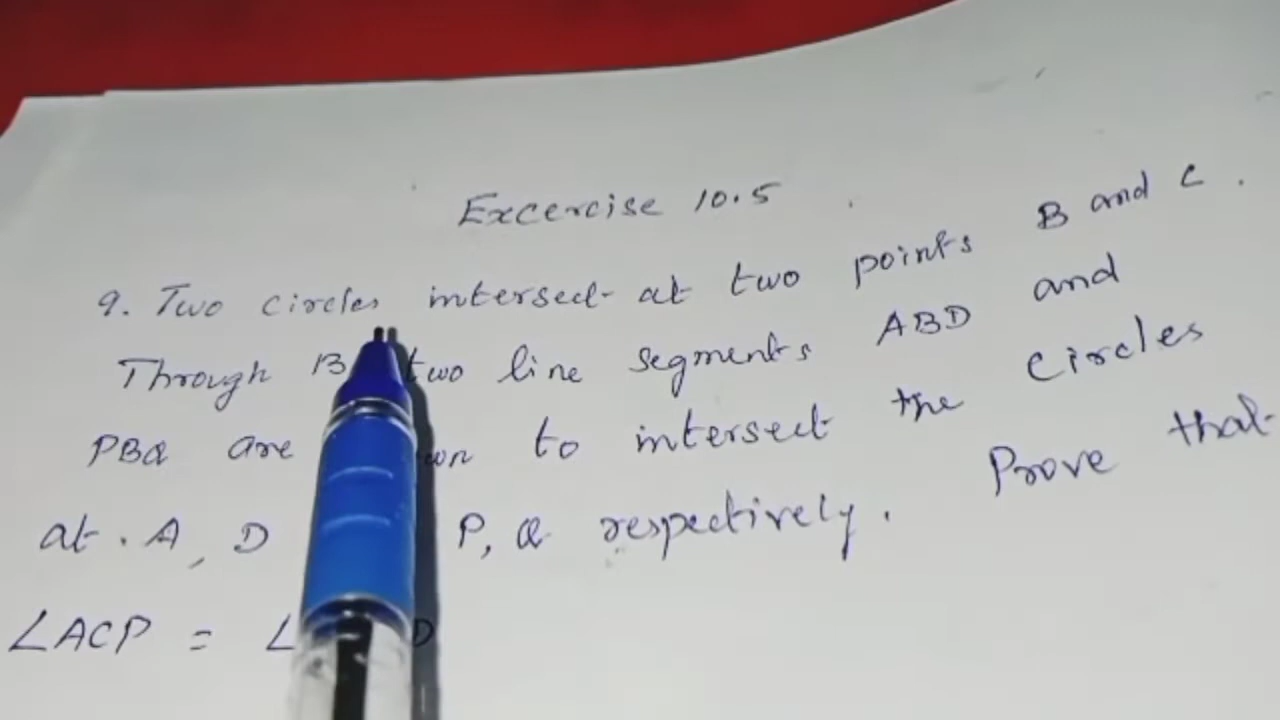 Excercise 10.5
9. Two circles intersect at two points B and C.
Through B two line segments ABD and
PBQ are to intersect the circles
at A, D P, Q respectively. Prove that
∠ACP = ∠ D